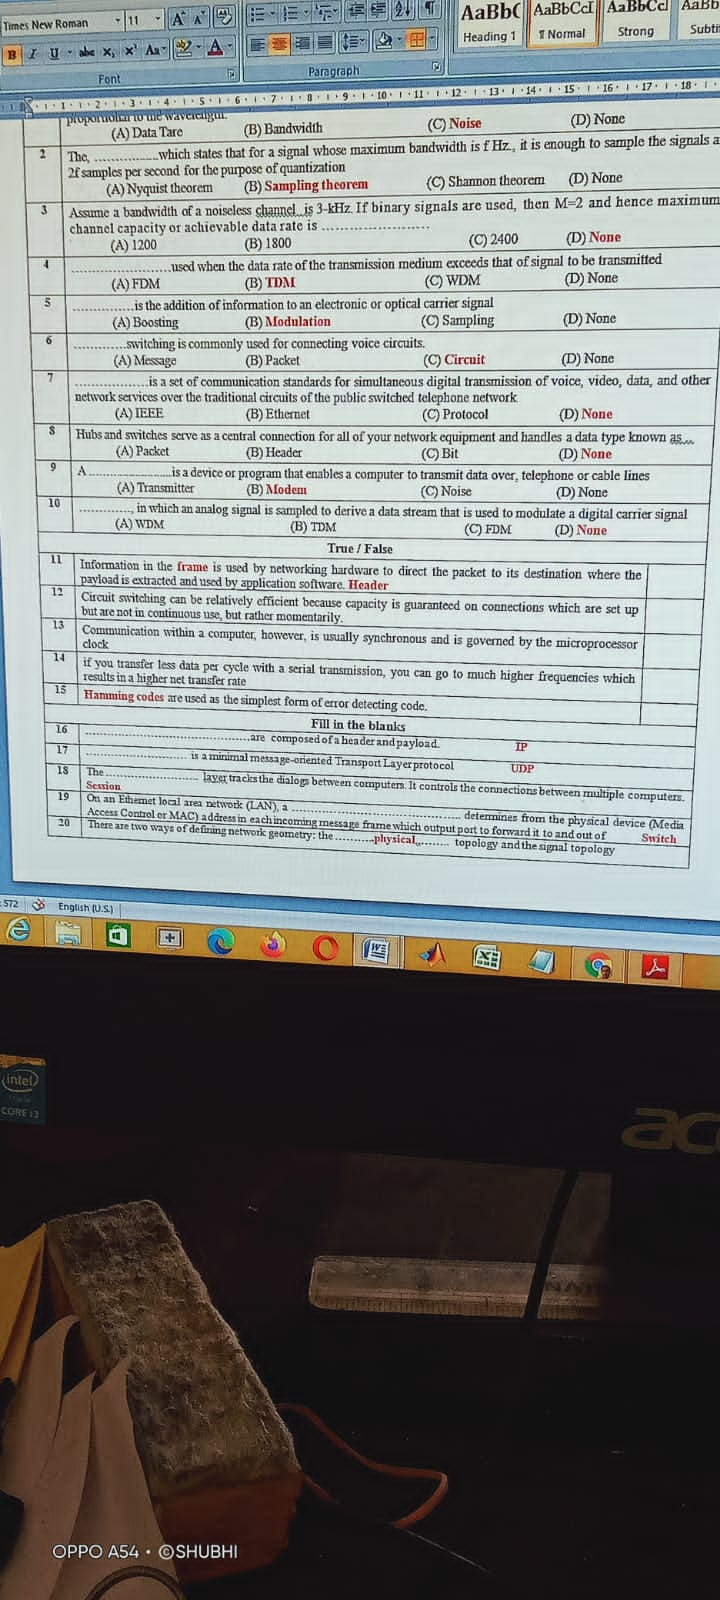 Times New Roman 11
Font
Paragraph
AaBb( AaBbCcI AaBbCcl AaBb
Heading 1 ¶ Normal Strong Subti
proportional to the wavelength.
(A) Data Tare (B) Bandwidth (C) Noise (D) None
2 The, ..................which states that for a signal whose maximum bandwidth is f Hz., it is enough to sample the signals a
2f samples per second for the purpose of quantization
(A) Nyquist theorem (B) Sampling theorem (C) Shannon theorem (D) None
3 Assume a bandwidth of a noiseless channel is 3-kHz. If binary signals are used, then M=2 and hence maximum
channel capacity or achievable data rate is ...........................
(A) 1200 (B) 1800 (C) 2400 (D) None
4 ...........................used when the data rate of the transmission medium exceeds that of signal to be transmitted
(A) FDM (B) TDM (C) WDM (D) None
5 .................is the addition of information to an electronic or optical carrier signal
(A) Boosting (B) Modulation (C) Sampling (D) None
6 ..............switching is commonly used for connecting voice circuits.
(A) Message (B) Packet (C) Circuit (D) None
7 .....................is a set of communication standards for simultaneous digital transmission of voice, video, data, and other
network services over the traditional circuits of the public switched telephone network
(A) IEEE (B) Ethernet (C) Protocol (D) None
8 Hubs and switches serve as a central connection for all of your network equipment and handles a data type known as....
(A) Packet (B) Header (C) Bit (D) None
9 A.......................is a device or program that enables a computer to transmit data over, telephone or cable lines
(A) Transmitter (B) Modem (C) Noise (D) None
10 ..............., in which an analog signal is sampled to derive a data stream that is used to modulate a digital carrier signal
(A) WDM (B) TDM (C) FDM (D) None
True / False
11 Information in the frame is used by networking hardware to direct the packet to its destination where the
payload is extracted and used by application software. Header
12 Circuit switching can be relatively efficient because capacity is guaranteed on connections which are set up
but are not in continuous use, but rather momentarily.
13 Communication within a computer, however, is usually synchronous and is governed by the microprocessor
clock
14 if you transfer less data per cycle with a serial transmission, you can go to much higher frequencies which
results in a higher net transfer rate
15 Hamming codes are used as the simplest form of error detecting code.
Fill in the blanks
16 ............................................are composed of a header and payload. IP
17 ........................... is a minimal message-oriented Transport Layer protocol UDP
18 The ........................ layer tracks the dialogs between computers. It controls the connections between multiple computers.
Session
19 On an Ethernet local area network (LAN), a ............................................ determines from the physical device (Media
Access Control or MAC) address in each incoming message frame which output port to forward it to and out of Switch
20 There are two ways of defining network geometry: the ...........physical.......... topology and the signal topology
572 English (U.S.)
intel
CORE i3
ac
OPPO A54 · ©SHUBHI